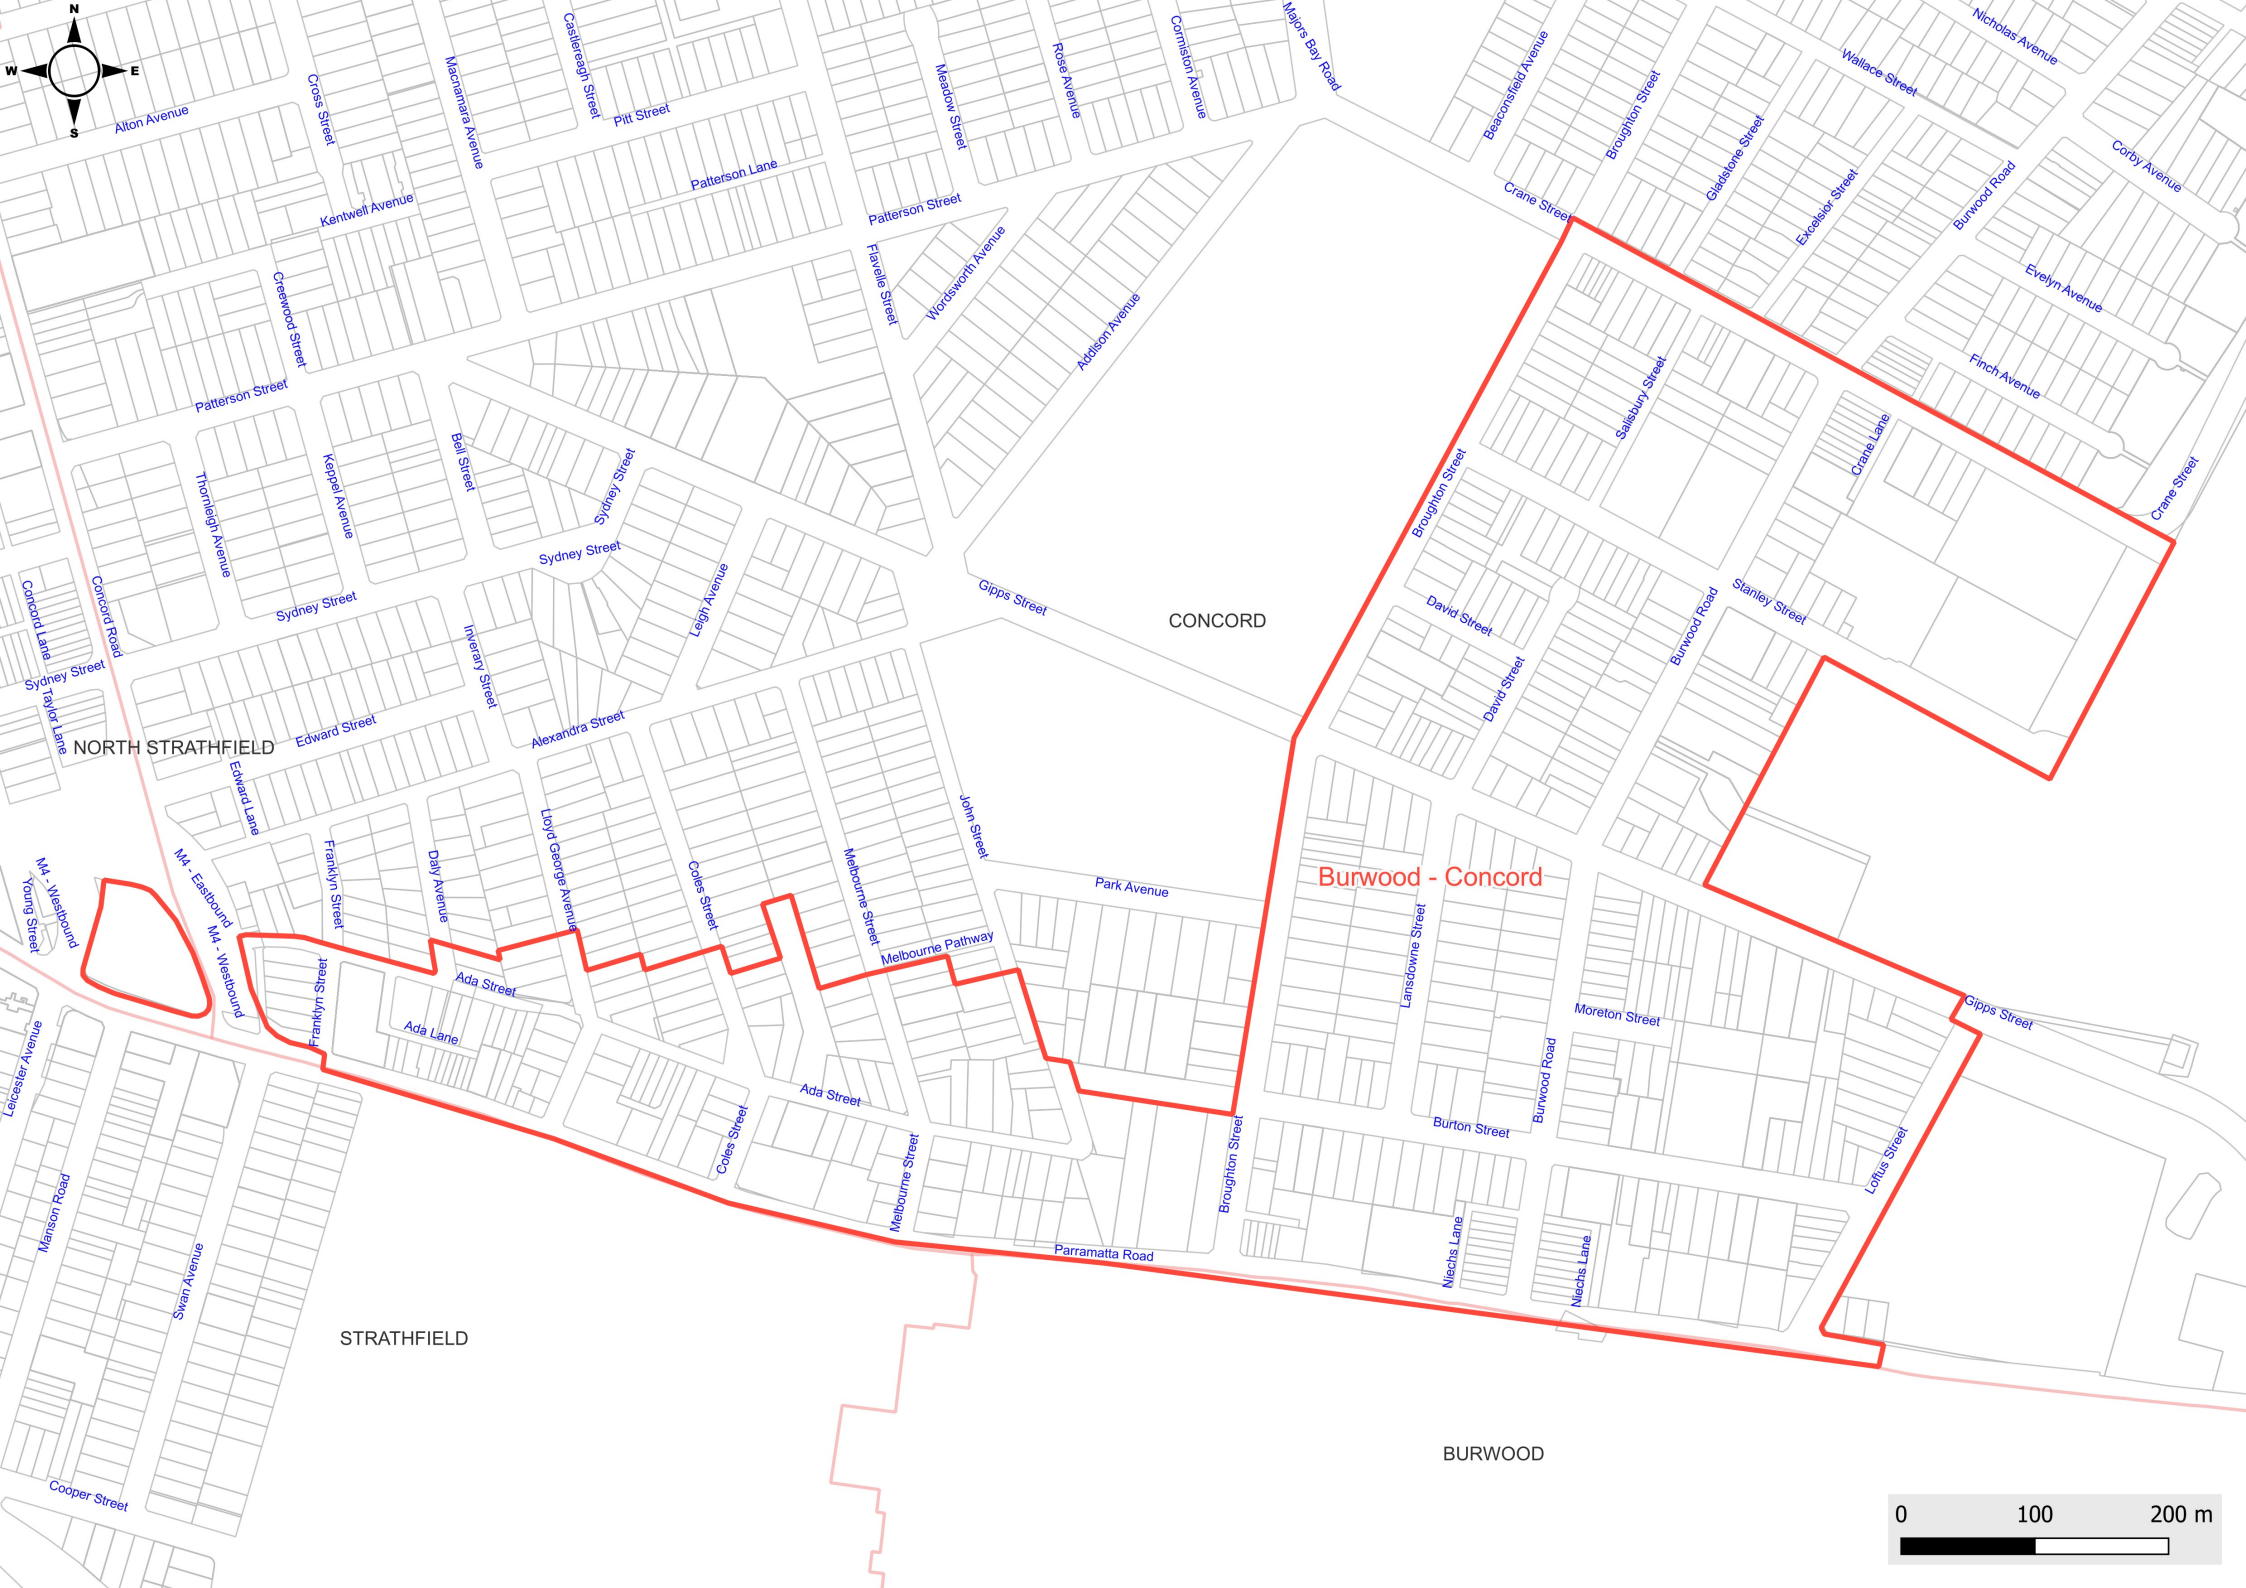 N
W
E
S
Alton Avenue
Cross Street
Macnamara Avenue
Castlereagh Street
Pitt Street
Patterson Lane
Meadow Street
Rose Avenue
Cormiston Avenue
Majors Bay Road
Beaconsfield Avenue
Broughton Street
Gladstone Street
Excelsior Street
Wallace Street
Nicholas Avenue
Burwood Road
Corby Avenue
Kentwell Avenue
Patterson Street
Crane Street
Creewood Street
Flavelle Street
Wordsworth Avenue
Addison Avenue
Evelyn Avenue
Finch Avenue
Patterson Street
Salisbury Street
Crane Lane
Crane Street
Thornleigh Avenue
Keppel Avenue
Bell Street
Sydney Street
Sydney Street
Broughton Street
Concord Lane
Concord Road
Sydney Street
Leigh Avenue
Gipps Street
CONCORD
David Street
Burwood Road
Stanley Street
Sydney Street
Taylor Lane
Inverary Street
David Street
NORTH STRATHFIELD
Edward Street
Alexandra Street
Edward Lane
Lloyd George Avenue
John Street
M4 - Westbound
Young Street
M4 - Eastbound
M4 - Westbound
Franklyn Street
Daly Avenue
Coles Street
Melbourne Street
Park Avenue
Burwood - Concord
Melbourne Pathway
Lansdowne Street
Franklyn Street
Ada Street
Ada Lane
Moreton Street
Gipps Street
Leicester Avenue
Ada Street
Burwood Road
Burton Street
Coles Street
Melbourne Street
Broughton Street
Loftus Street
Manson Road
Swan Avenue
Parramatta Road
Niechs Lane
Niechs Lane
STRATHFIELD
BURWOOD
Cooper Street
0 100 200 m